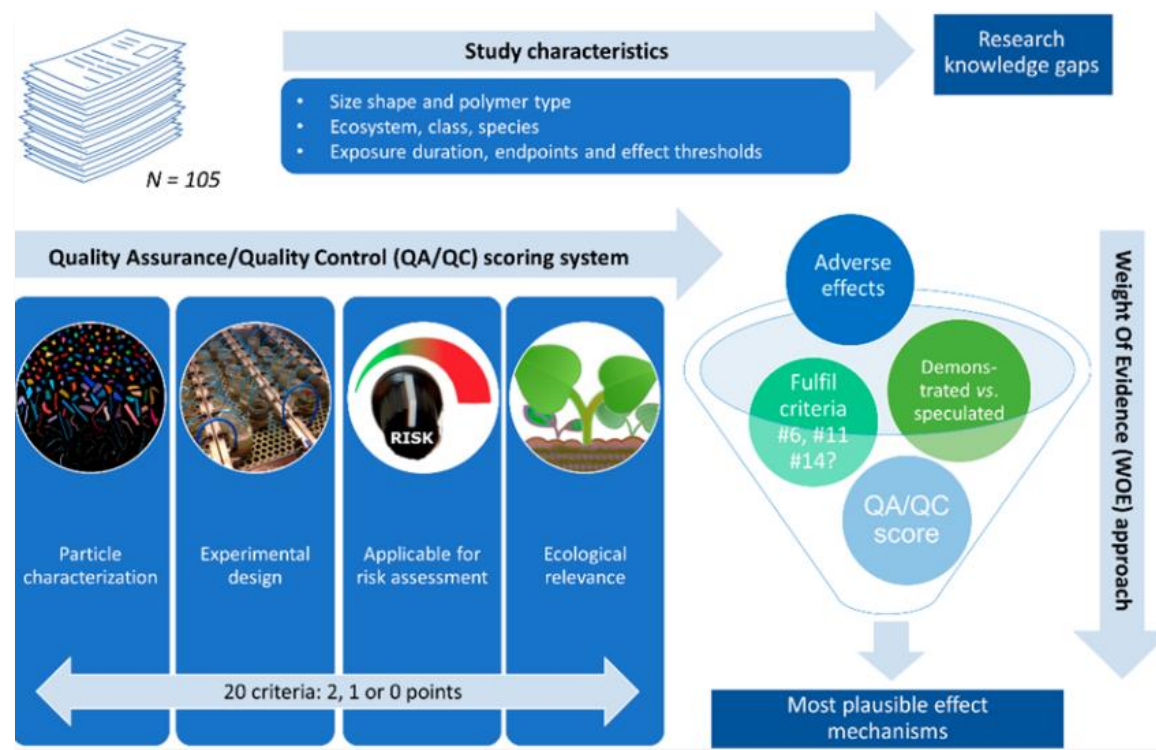 Study characteristics
Research
knowledge gaps
• Size shape and polymer type
• Ecosystem, class, species
• Exposure duration, endpoints and effect thresholds
N = 105
Quality Assurance/Quality Control (QA/QC) scoring system
Adverse
effects
Demons-
trated vs.
speculated
Fulfil
criteria
#6, #11
#14?
QA/QC
score
Weight Of Evidence (WOE) approach
RISK
Particle
characterization
Experimental
design
Applicable for
risk assessment
Ecological
relevance
20 criteria: 2, 1 or 0 points
Most plausible effect
mechanisms